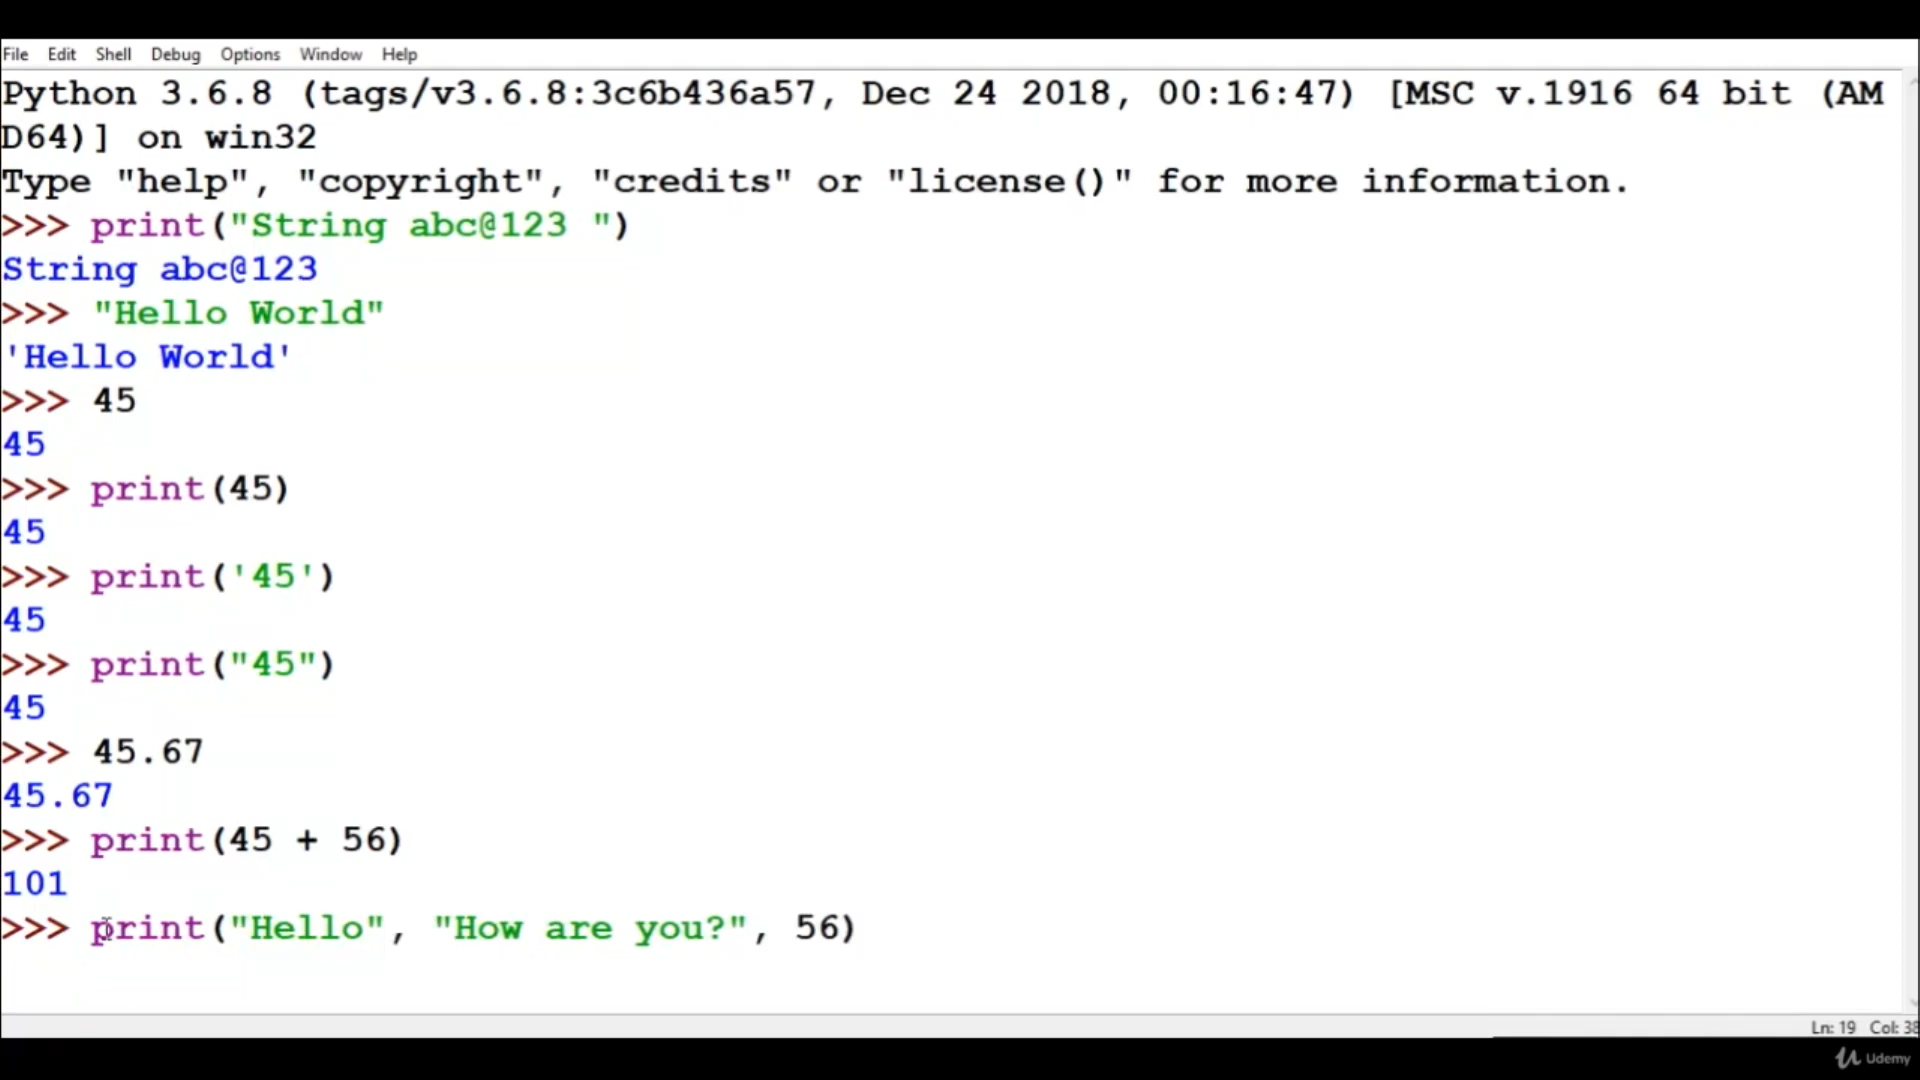 File Edit Shell Debug Options Window Help
Python 3.6.8 (tags/v3.6.8:3c6b436a57, Dec 24 2018, 00:16:47) [MSC v.1916 64 bit (AM
D64)] on win32
Type "help", "copyright", "credits" or "license()" for more information.
>>> print("String abc@123 ")
String abc@123
>>> "Hello World"
'Hello World'
>>> 45
45
>>> print(45)
45
>>> print('45')
45
>>> print("45")
45
>>> 45.67
45.67
>>> print(45 + 56)
101
>>> print("Hello", "How are you?", 56)
Ln: 19 Col: 38
Udemy